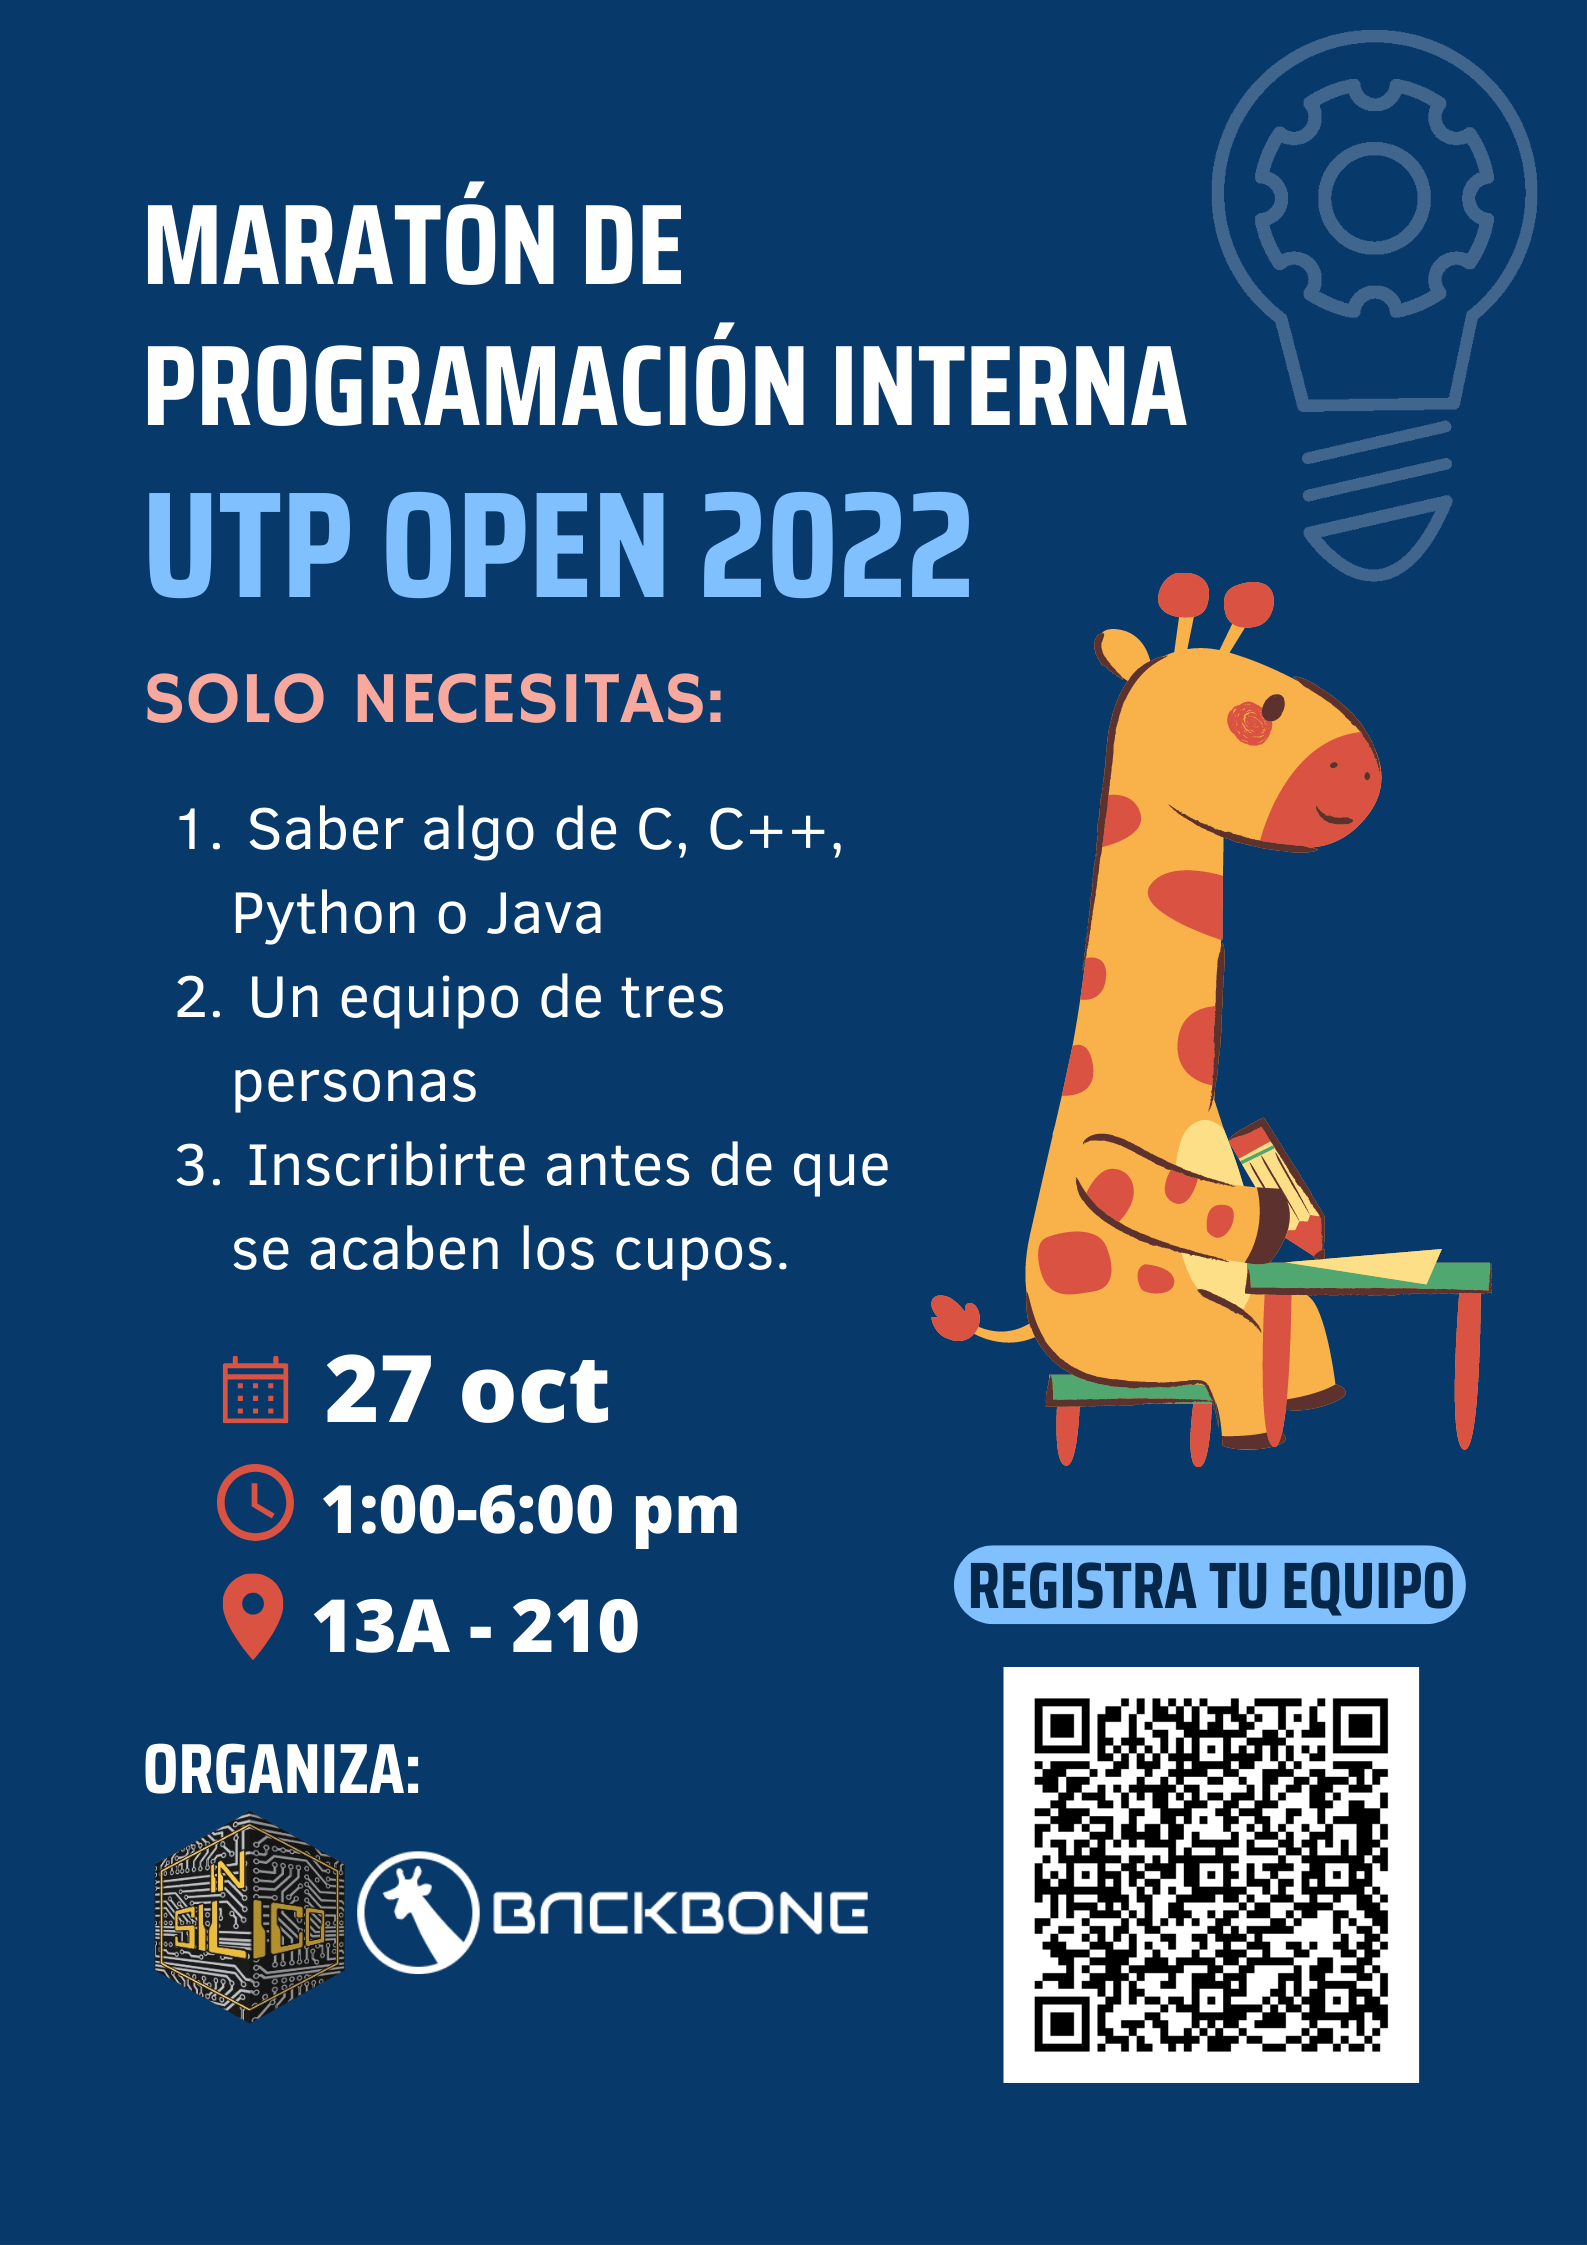 MARATÓN DE
PROGRAMACIÓN INTERNA
UTP OPEN 2022
SOLO NECESITAS:
1. Saber algo de C, C++,
Python o Java
2. Un equipo de tres
personas
3. Inscribirte antes de que
se acaben los cupos.
27 oct
1:00-6:00 pm
13A - 210
REGISTRA TU EQUIPO
ORGANIZA:
IN
SILICO
BACKBONE